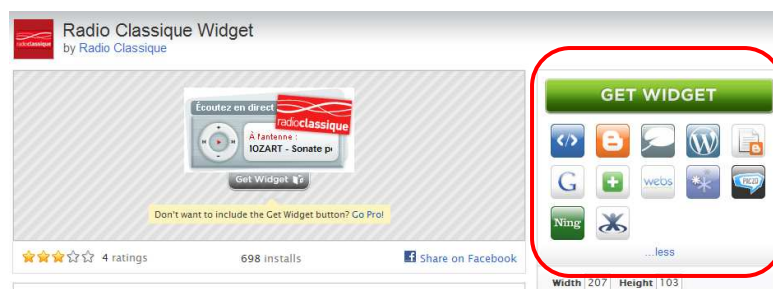 Radio Classique Widget
by Radio Classique
radioclassique
Écoutez en direct
radioclassique
À l'antenne :
IOZART - Sonate p
Get Widget
Don't want to include the Get Widget button? Go Pro!
4 ratings
698 installs
Share on Facebook
GET WIDGET
G
webs
PICZO
Ning
...less
Width 207 Height 103